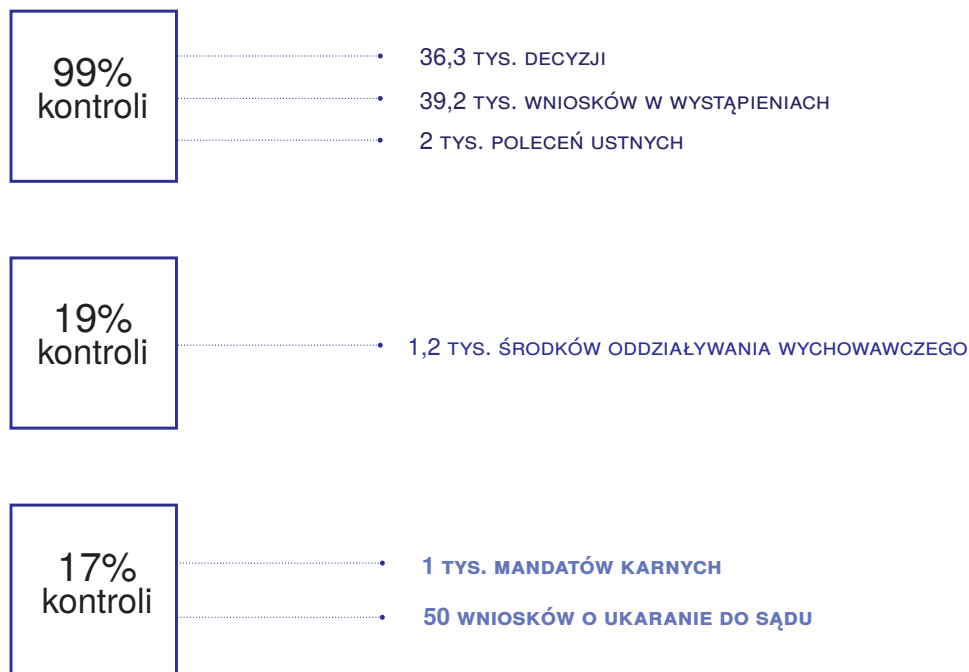 99%
kontroli
36,3 TYS. DECYZJI
39,2 TYS. WNIOSKÓW W WYSTĄPIENIACH
2 TYS. POLECEŃ USTNYCH
19%
kontroli
1,2 TYS. ŚRODKÓW ODDZIAŁYWANIA WYCHOWAWCZEGO
17%
kontroli
1 TYS. MANDATÓW KARNYCH
50 WNIOSKÓW O UKARANIE DO SĄDU